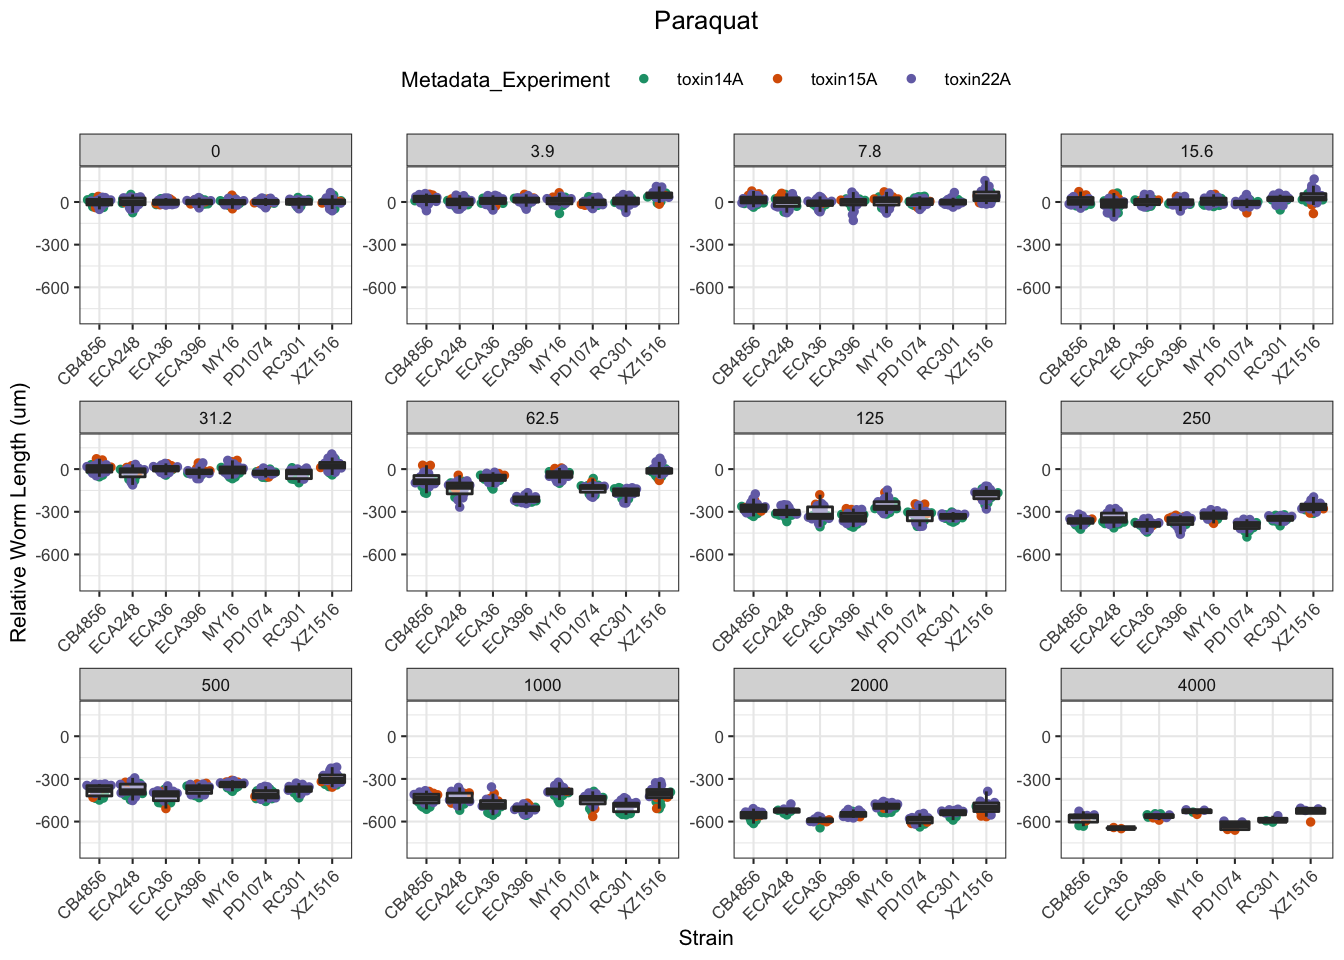 Paraquat
Metadata_Experiment toxin14A toxin15A toxin22A
0 3.9 7.8 15.6
0 0 0 0
-300 -300 -300 -300
-600 -600 -600 -600
CB4856 ECA248 ECA36 ECA396 MY16 PD1074 RC301 XZ1516 CB4856 ECA248 ECA36 ECA396 MY16 PD1074 RC301 XZ1516 CB4856 ECA248 ECA36 ECA396 MY16 PD1074 RC301 XZ1516 CB4856 ECA248 ECA36 ECA396 MY16 PD1074 RC301 XZ1516
Relative Worm Length (um)
31.2 62.5 125 250
0 0 0 0
-300 -300 -300 -300
-600 -600 -600 -600
CB4856 ECA248 ECA36 ECA396 MY16 PD1074 RC301 XZ1516 CB4856 ECA248 ECA36 ECA396 MY16 PD1074 RC301 XZ1516 CB4856 ECA248 ECA36 ECA396 MY16 PD1074 RC301 XZ1516 CB4856 ECA248 ECA36 ECA396 MY16 PD1074 RC301 XZ1516
500 1000 2000 4000
0 0 0 0
-300 -300 -300 -300
-600 -600 -600 -600
CB4856 ECA248 ECA36 ECA396 MY16 PD1074 RC301 XZ1516 CB4856 ECA248 ECA36 ECA396 MY16 PD1074 RC301 XZ1516 CB4856 ECA248 ECA36 ECA396 MY16 PD1074 RC301 XZ1516 CB4856 ECA36 ECA396 MY16 PD1074 RC301 XZ1516
Strain